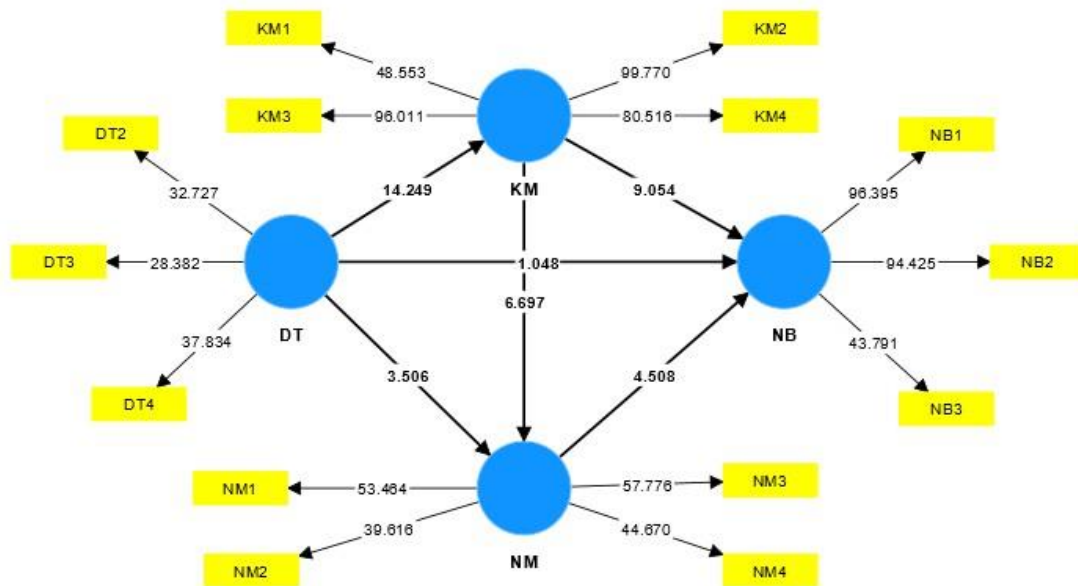 KM1
KM2
48.553
99.770
KM3
96.011
80.516
KM4
DT2
NB1
32.727
14.249
KM
9.054
96.395
DT3
28.382
1.048
94.425
NB2
6.697
DT
NB
37.834
3.506
4.508
43.791
DT4
NB3
NM1
53.464
57.776
NM3
39.616
44.670
NM2
NM
NM4